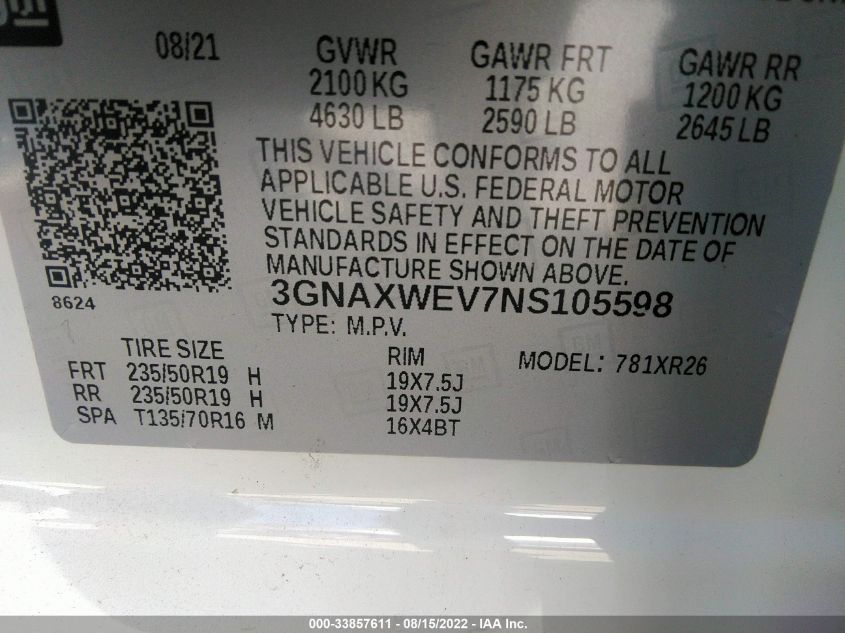 GM
08/21 GVWR GAWR FRT GAWR RR
2100 KG 1175 KG 1200 KG
4630 LB 2590 LB 2645 LB
THIS VEHICLE CONFORMS TO ALL
APPLICABLE U.S. FEDERAL MOTOR
VEHICLE SAFETY AND THEFT PREVENTION
STANDARDS IN EFFECT ON THE DATE OF
MANUFACTURE SHOWN ABOVE.
8624 3GNAXWEV7NS105598
TYPE: M.P.V.
TIRE SIZE RIM MODEL: 781XR26
FRT 235/50R19 H 19X7.5J
RR 235/50R19 H 19X7.5J
SPA T135/70R16 M 16X4BT
000-33857611 - 08/15/2022 - IAA Inc.